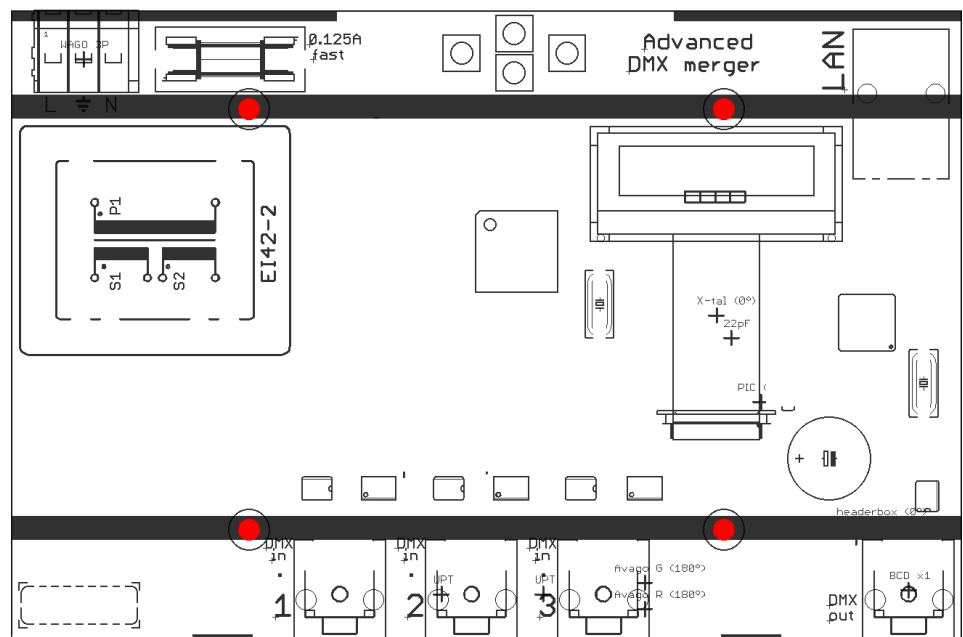 1
WAGO 3P
L N
F 0.125A
fast
Advanced
DMX merger
LAN
P1
S1
S2
EI42-2
X-tal (0°)
22pF
PIC (
headerbox (0°)
DMX
in
1
DMX
in
2
UPT
DMX
in
3
UPT
Avago G (180°)
Avago R (180°)
BCD x1
DMX
out